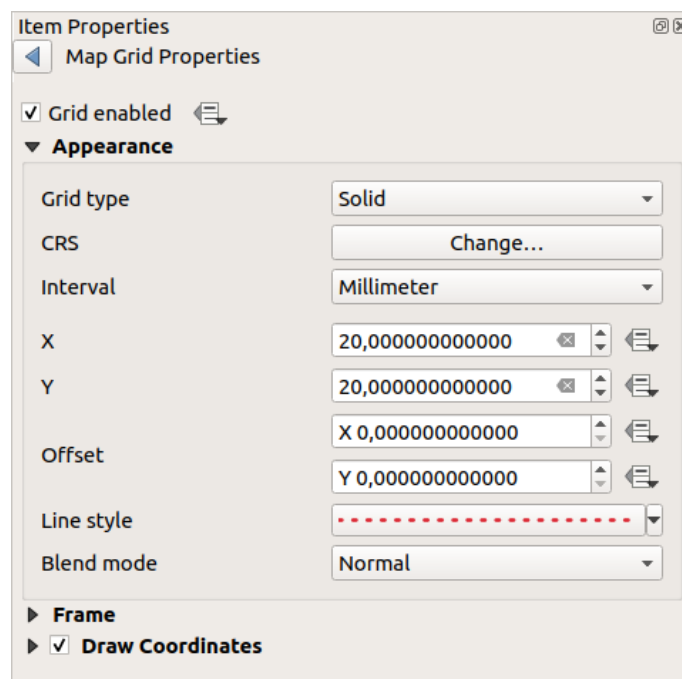 Item Properties
Map Grid Properties
Grid enabled
Appearance
Grid type Solid
CRS Change...
Interval Millimeter
X 20,000000000000
Y 20,000000000000
Offset X 0,000000000000
Y 0,000000000000
Line style
Blend mode Normal
Frame
Draw Coordinates